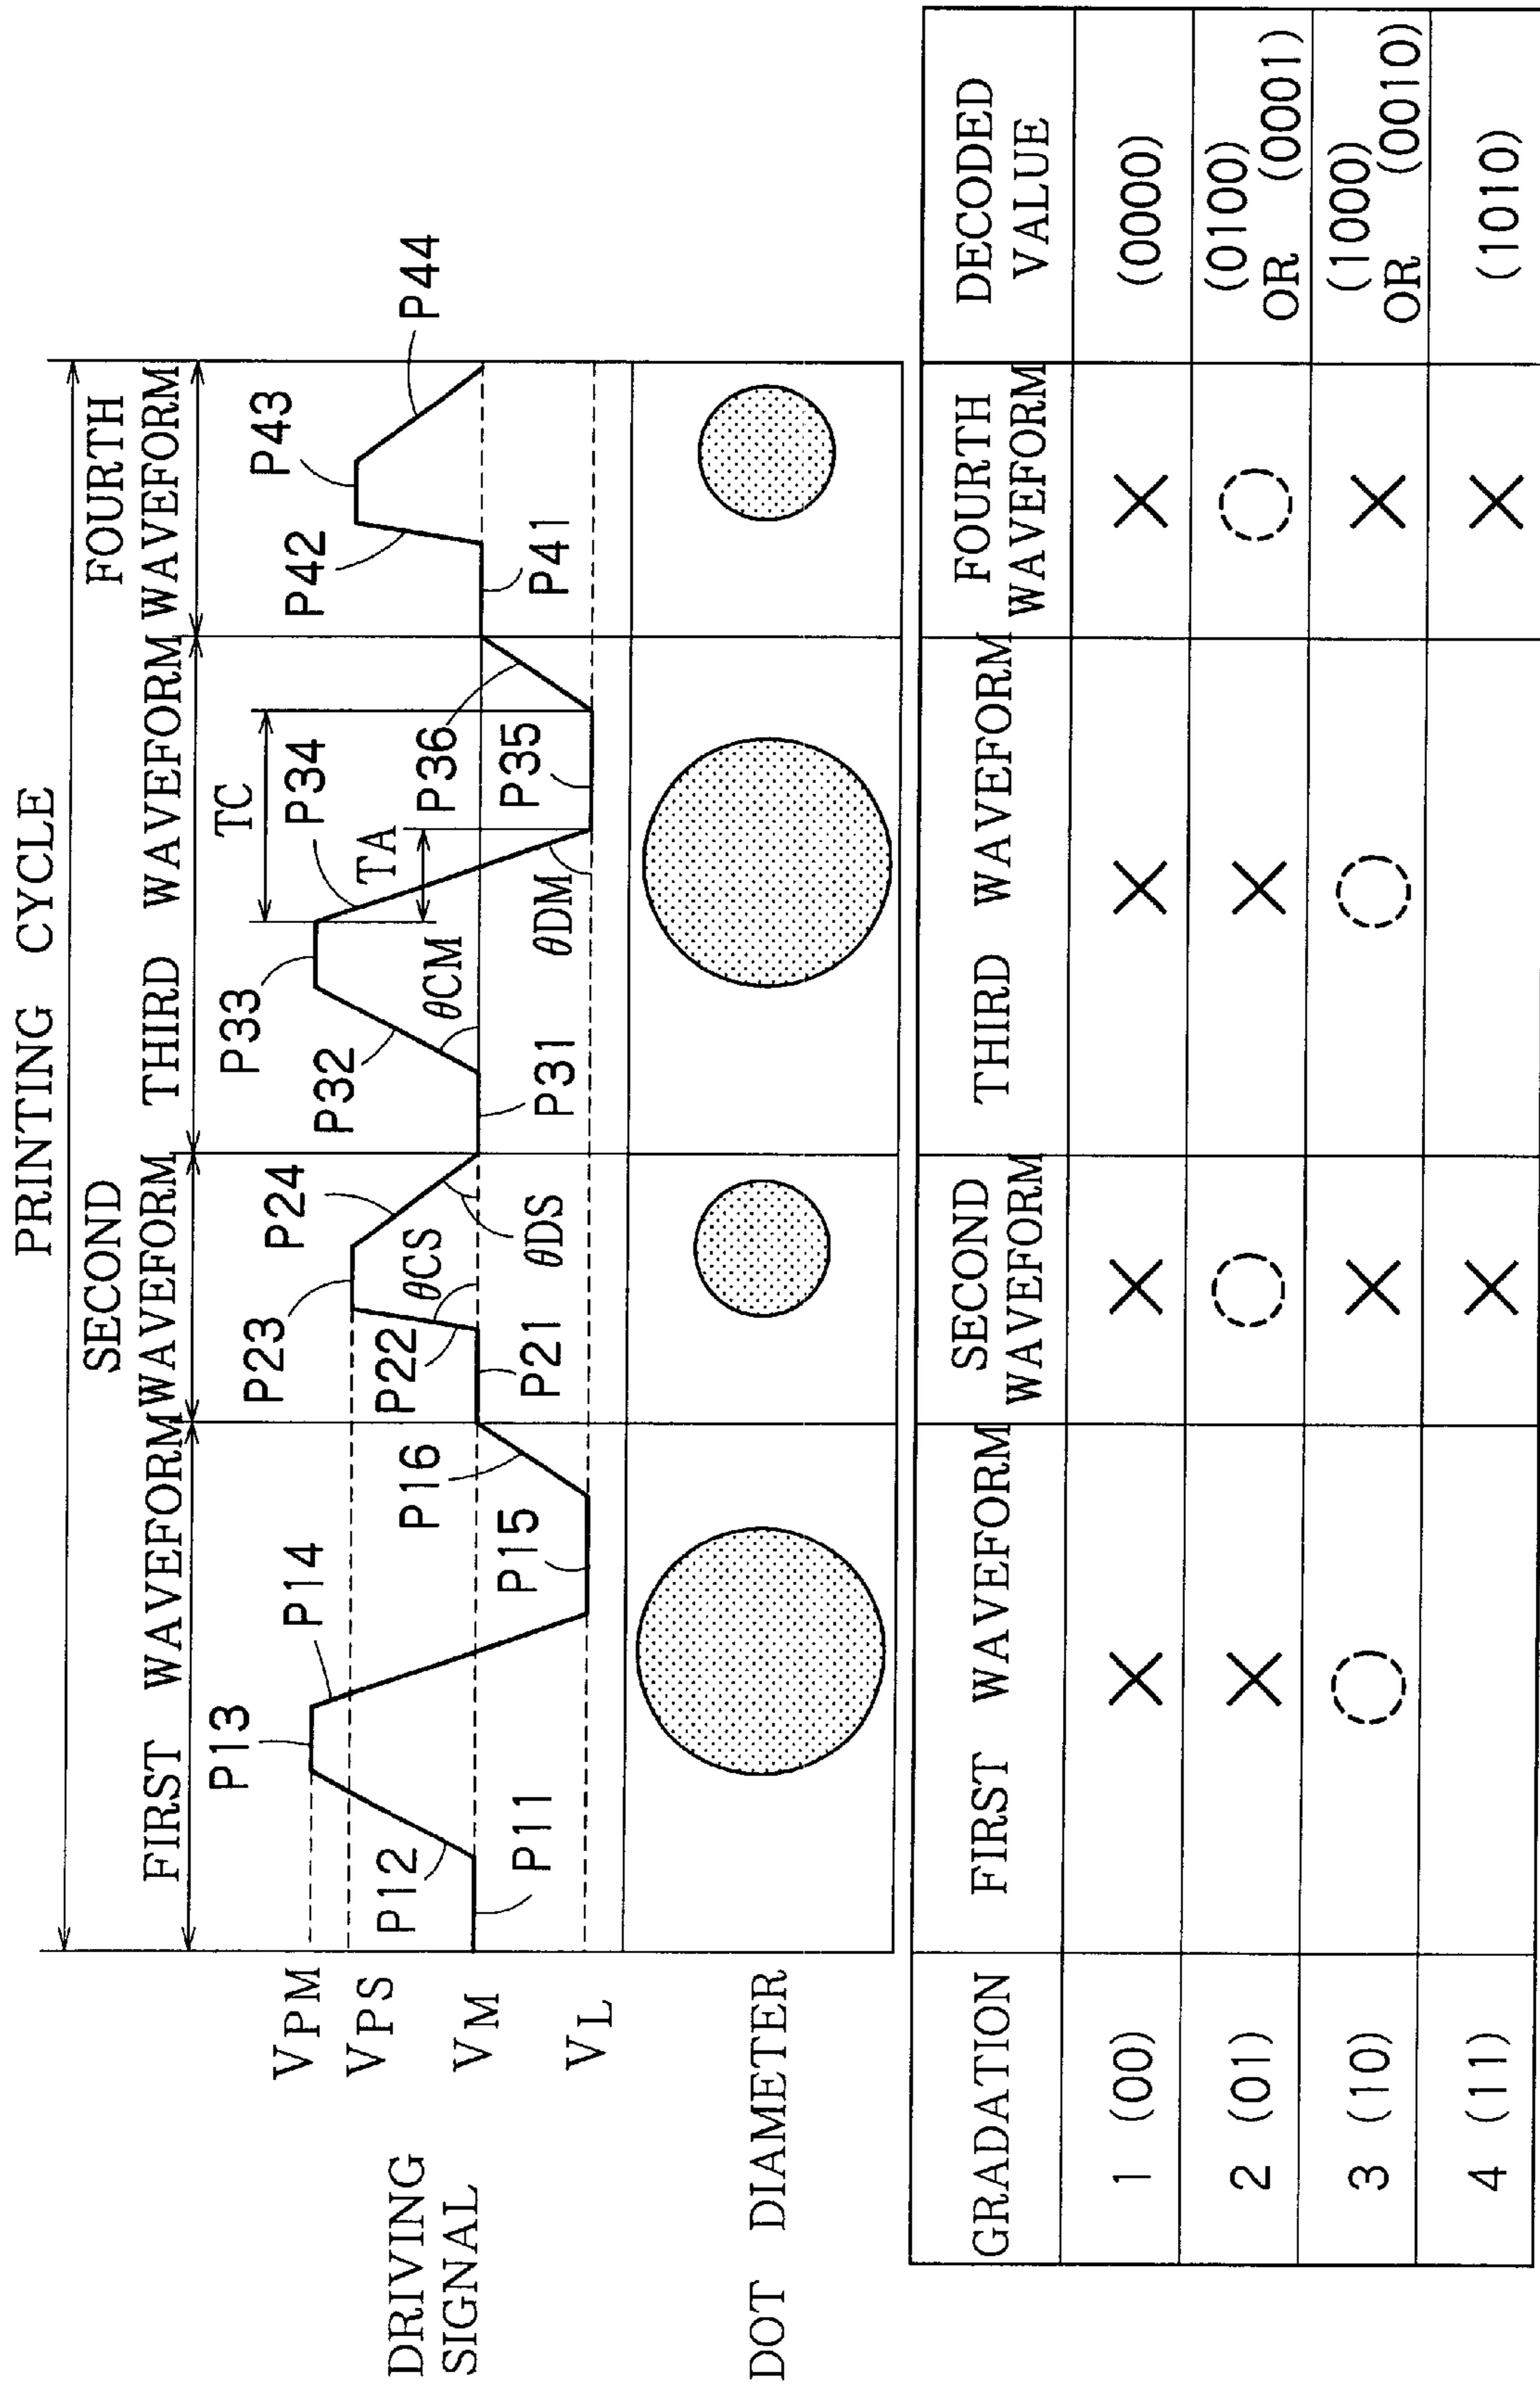 PRINTING CYCLE
FIRST WAVEFORM
SECOND
WAVEFORM
THIRD WAVEFORM
FOURTH
WAVEFORM
DRIVING
SIGNAL
VPM
VPS
VM
VL
P11
P12
P13
P14
P15
P16
P21
P22
P23
P24
θCS
θDS
P31
P32
P33
P34
P35
P36
θCM
θDM
TA
TC
P41
P42
P43
P44
DOT DIAMETER
GRADATION
FIRST WAVEFORM
SECOND
WAVEFORM
THIRD WAVEFORM
FOURTH
WAVEFORM
DECODED
VALUE
1 (00)
× × × ×
(0000)
2 (01)
× ×
(0100)
OR (0001)
3 (10)
× ×
(1000)
OR (0010)
4 (11)
× ×
(1010)